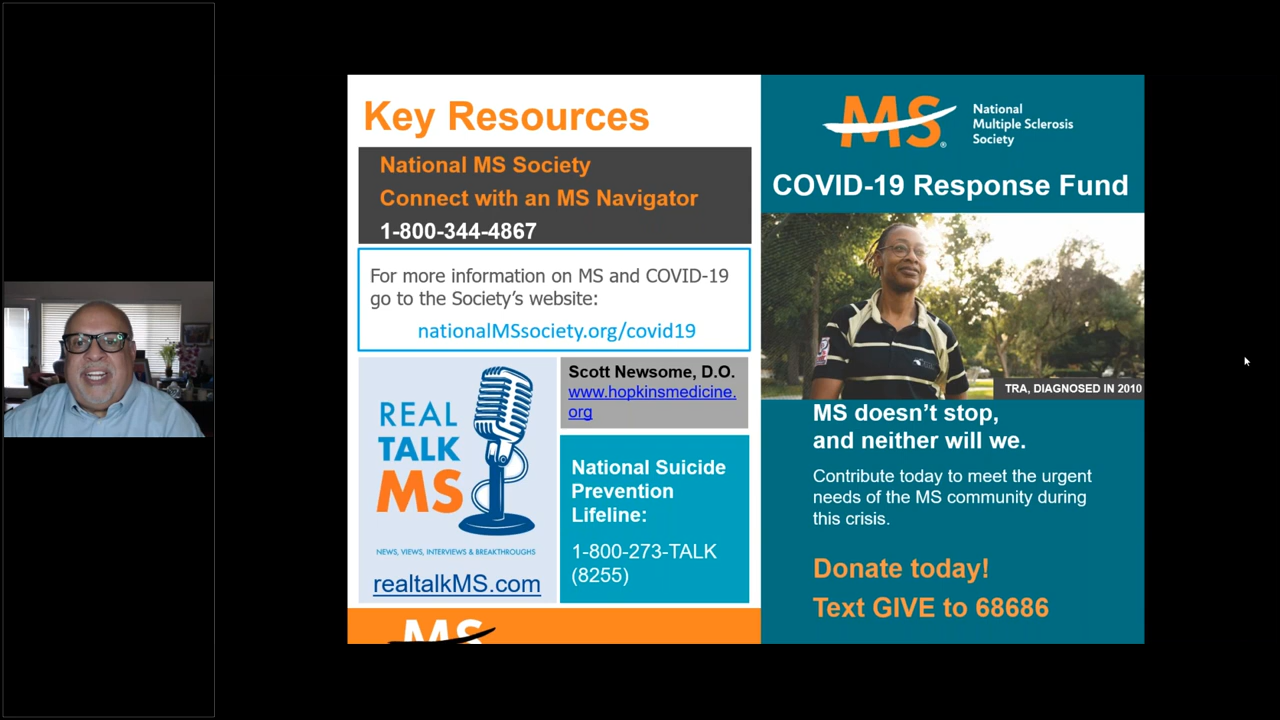 Key Resources
National MS Society
Connect with an MS Navigator
1-800-344-4867
For more information on MS and COVID-19
go to the Society’s website:
nationalMSsociety.org/covid19
REAL
TALK
MS
NEWS, VIEWS, INTERVIEWS & BREAKTHROUGHS
realtalkMS.com
Scott Newsome, D.O.
www.hopkinsmedicine.
org
National Suicide
Prevention
Lifeline:
1-800-273-TALK
(8255)
MS
MS
National
Multiple Sclerosis
Society
COVID-19 Response Fund
TRA, DIAGNOSED IN 2010
MS doesn’t stop,
and neither will we.
Contribute today to meet the urgent
needs of the MS community during
this crisis.
Donate today!
Text GIVE to 68686